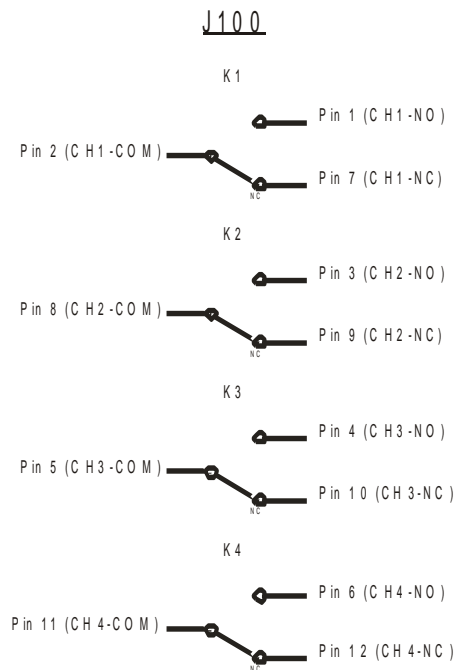 J100
K1
Pin 1 (CH1-NO)
Pin 2 (CH1-COM)
Pin 7 (CH1-NC)
NC
K2
Pin 3 (CH2-NO)
Pin 8 (CH2-COM)
Pin 9 (CH2-NC)
NC
K3
Pin 4 (CH3-NO)
Pin 5 (CH3-COM)
Pin 10 (CH3-NC)
NC
K4
Pin 6 (CH4-NO)
Pin 11 (CH4-COM)
Pin 12 (CH4-NC)
NC